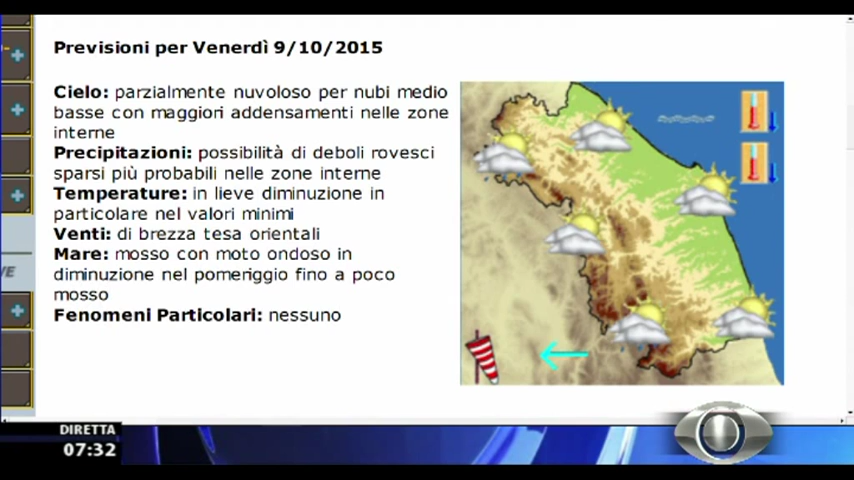 Previsioni per Venerdì 9/10/2015
Cielo: parzialmente nuvoloso per nubi medio
basse con maggiori addensamenti nelle zone
interne
Precipitazioni: possibilità di deboli rovesci
sparsi più probabili nelle zone interne
Temperature: in lieve diminuzione in
particolare nel valori minimi
Venti: di brezza tesa orientali
Mare: mosso con moto ondoso in
diminuzione nel pomeriggio fino a poco
mosso
Fenomeni Particolari: nessuno
DIRETTA
07:32